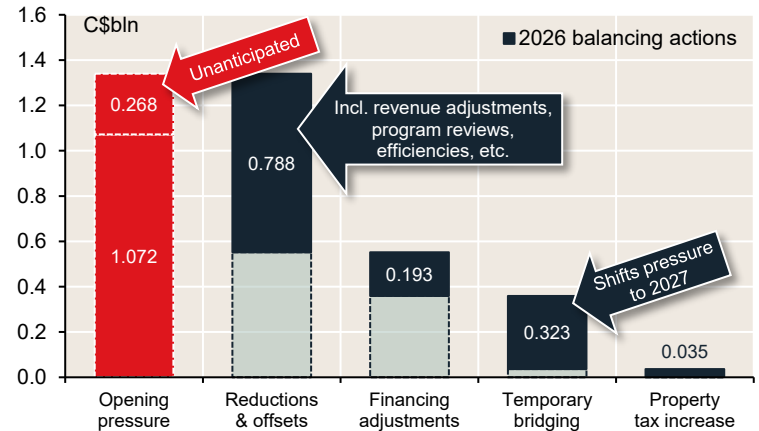 C$bln
2026 balancing actions
1.6
1.4
1.2
1.0
0.8
0.6
0.4
0.2
0.0
Unanticipated
0.268
1.072
Incl. revenue adjustments,
program reviews,
efficiencies, etc.
0.788
0.193
Shifts pressure
to 2027
0.323
0.035
Opening
pressure
Reductions
& offsets
Financing
adjustments
Temporary
bridging
Property
tax increase